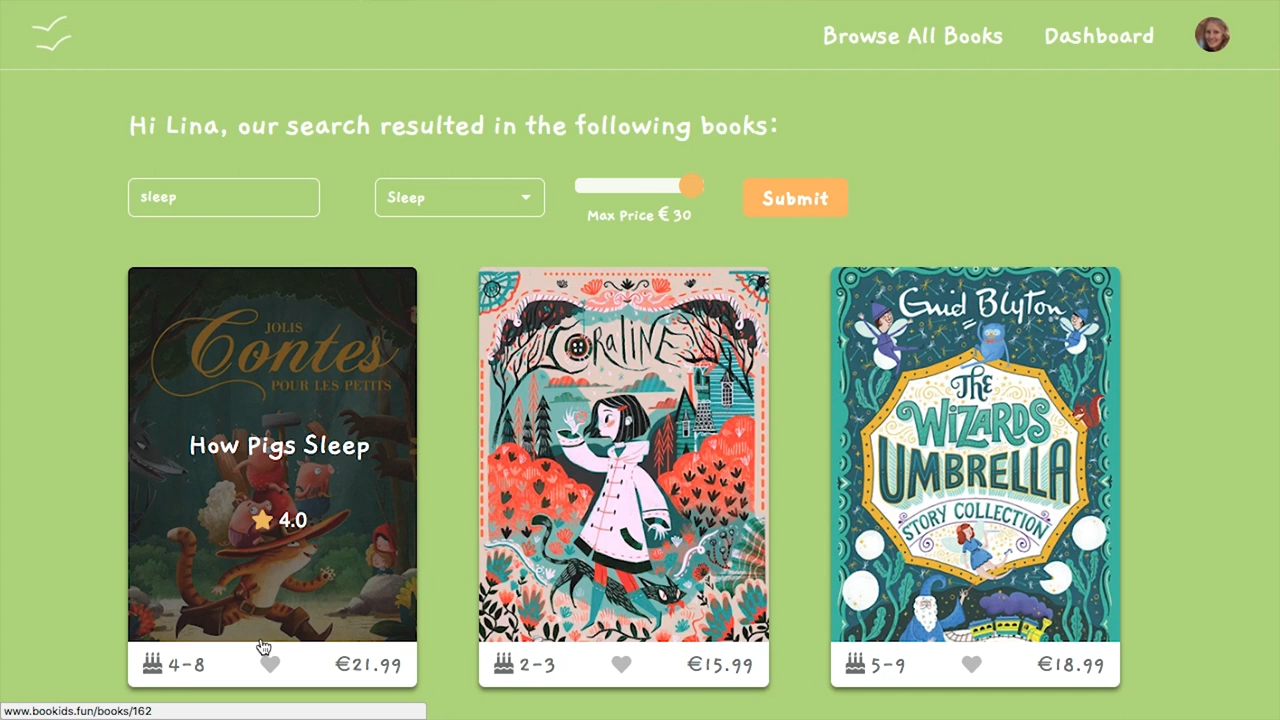 Browse All Books
Dashboard
Hi Lina, our search resulted in the following books:
sleep
Sleep
Max Price € 30
Submit
JOLIS
Contes
POUR LES PETITS
How Pigs Sleep
4.0
4-8
€21.99
CORALINE
2-3
€15.99
Enid Blyton
THE
WIZARDS
UMBRELLA
STORY COLLECTION
5-9
€18.99
www.bookids.fun/books/162